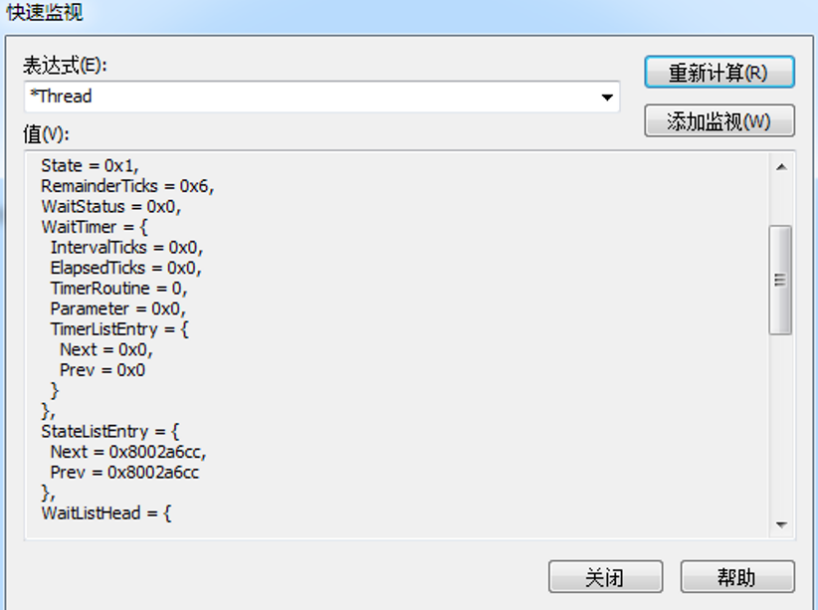 快速监视
表达式(E):
*Thread
重新计算(R)
添加监视(W)
值(V):
State = 0x1,
RemainderTicks = 0x6,
WaitStatus = 0x0,
WaitTimer = {
IntervalTicks = 0x0,
ElapsedTicks = 0x0,
TimerRoutine = 0,
Parameter = 0x0,
TimerListEntry = {
Next = 0x0,
Prev = 0x0
}
},
StateListEntry = {
Next = 0x8002a6cc,
Prev = 0x8002a6cc
},
WaitListHead = {
关闭
帮助